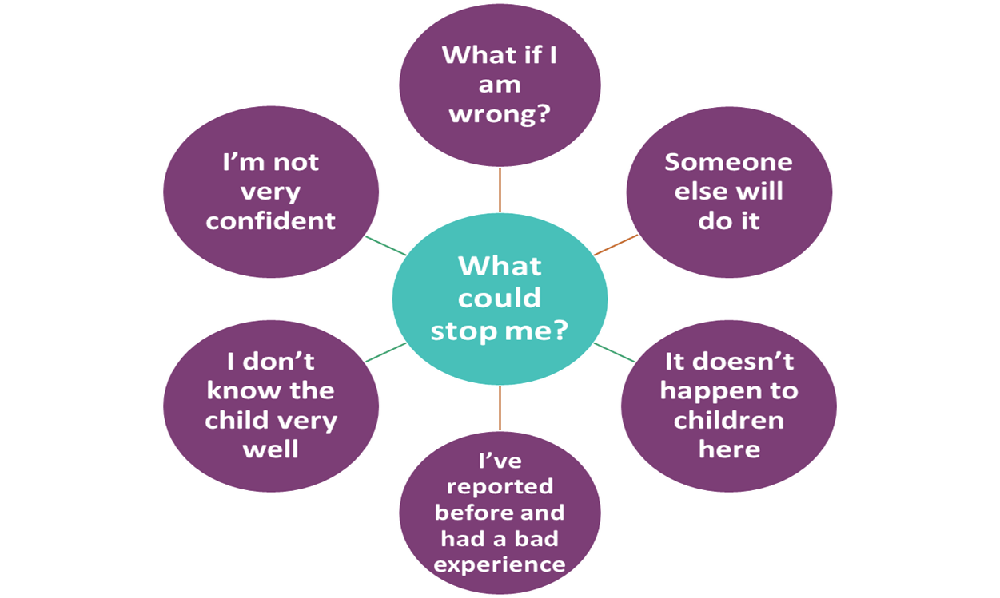 What if I
am
wrong?
I’m not
very
confident
Someone
else will
do it
What
could
stop me?
I don’t
know the
child very
well
It doesn’t
happen to
children
here
I’ve
reported
before and
had a bad
experience